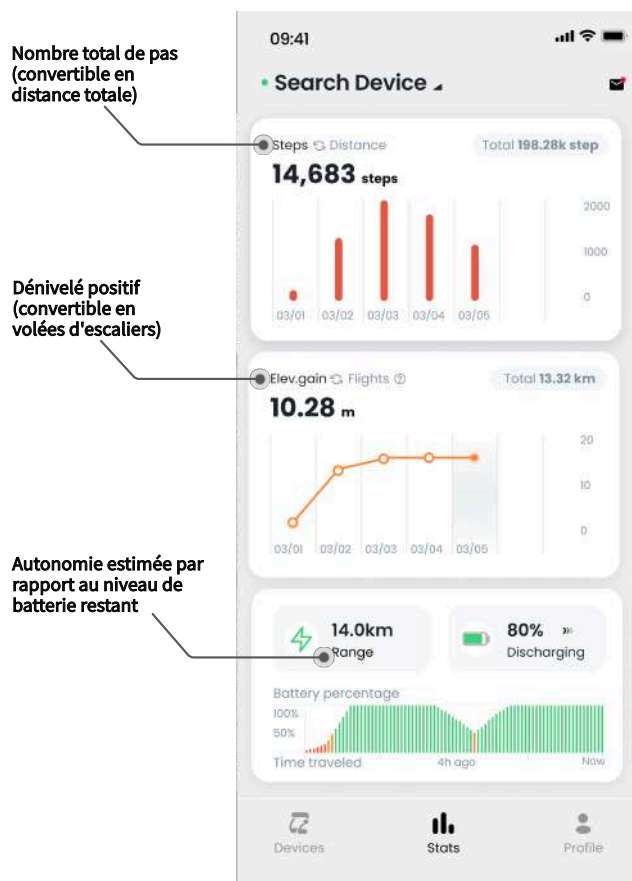 09:41
Nombre total de pas
(convertible en
distance totale)
Search Device
Steps Distance
Total 198.28k step
14,683 steps
2000
1000
0
03/01 03/02 03/03 03/04 03/05
Dénivelé positif
(convertible en
volées d'escaliers)
Elev.gain Flights
Total 13.32 km
10.28 m
20
10
0
03/01 03/02 03/03 03/04 03/05
Autonomie estimée par
rapport au niveau de
batterie restant
14.0km
Range
80%
Discharging
Battery percentage
100%
50%
Time traveled 4h ago Now
Devices Stats Profile